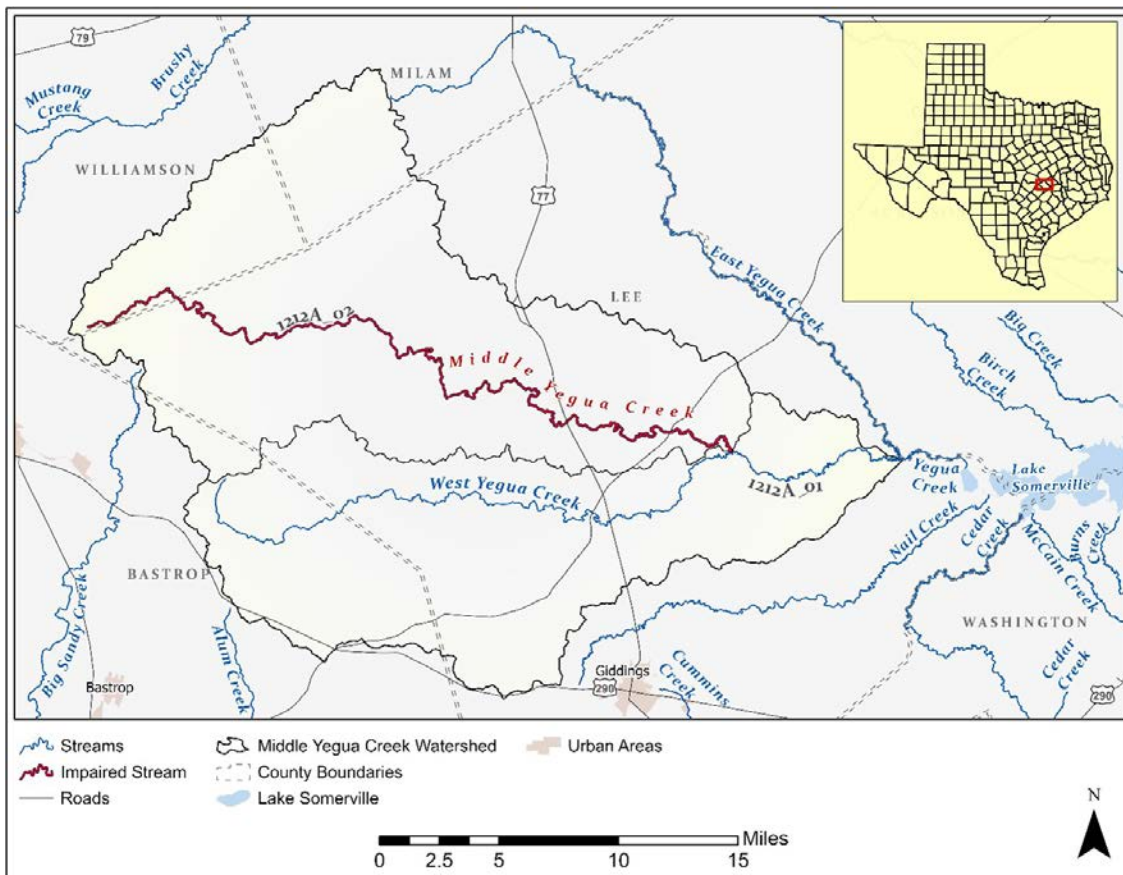 79
MILAM
Brushy
Creek
Mustang
Creek
WILLIAMSON
77
East Yegua Creek
LEE
1212A_02
Middle Yegua Creek
Big Creek
Birch
Creek
West Yegua Creek
1212A_01
Yegua
Creek
Lake
Somerville
Nail Creek
Cedar
Creek
McCain Creek
Burns
Creek
BASTROP
Big Sandy Creek
Alum Creek
WASHINGTON
Cedar
Creek
Bastrop
Giddings
290
Cummins
Creek
290
Streams
Impaired Stream
Roads
Middle Yegua Creek Watershed
County Boundaries
Lake Somerville
Urban Areas
N
Miles
0 2.5 5 10 15